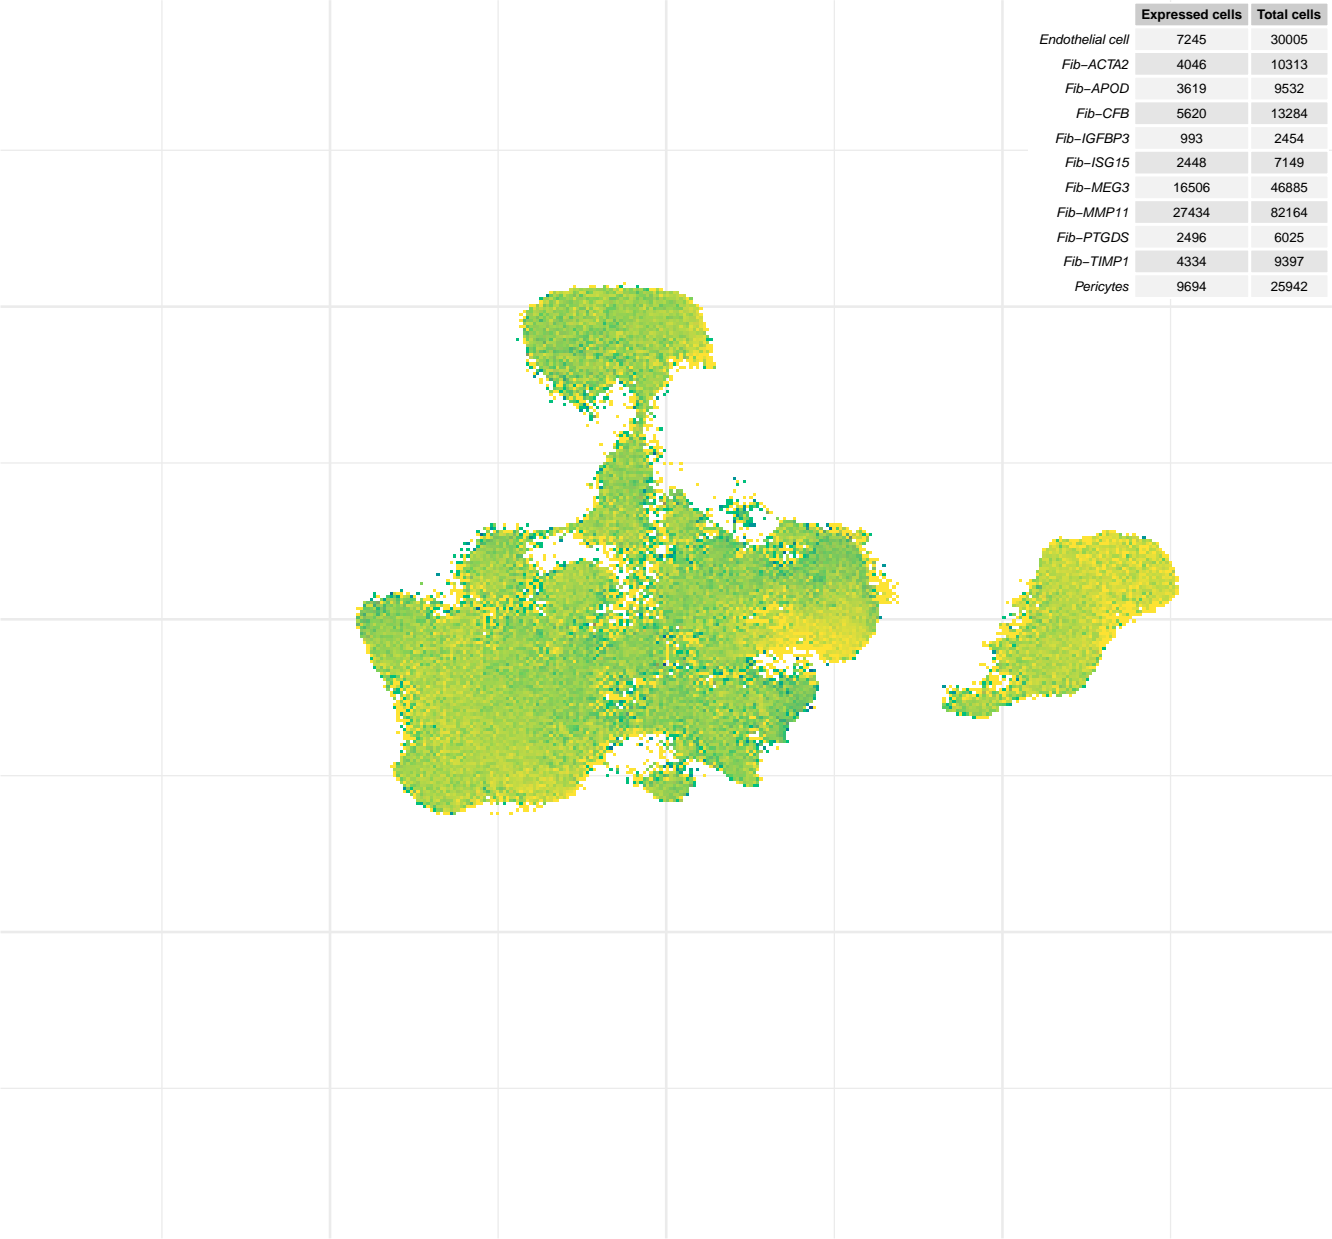 Expressed cells Total cells
Endothelial cell 7245 30005
Fib−ACTA2 4046 10313
Fib−APOD 3619 9532
Fib−CFB 5620 13284
Fib−IGFBP3 993 2454
Fib−ISG15 2448 7149
Fib−MEG3 16506 46885
Fib−MMP11 27434 82164
Fib−PTGDS 2496 6025
Fib−TIMP1 4334 9397
Pericytes 9694 25942